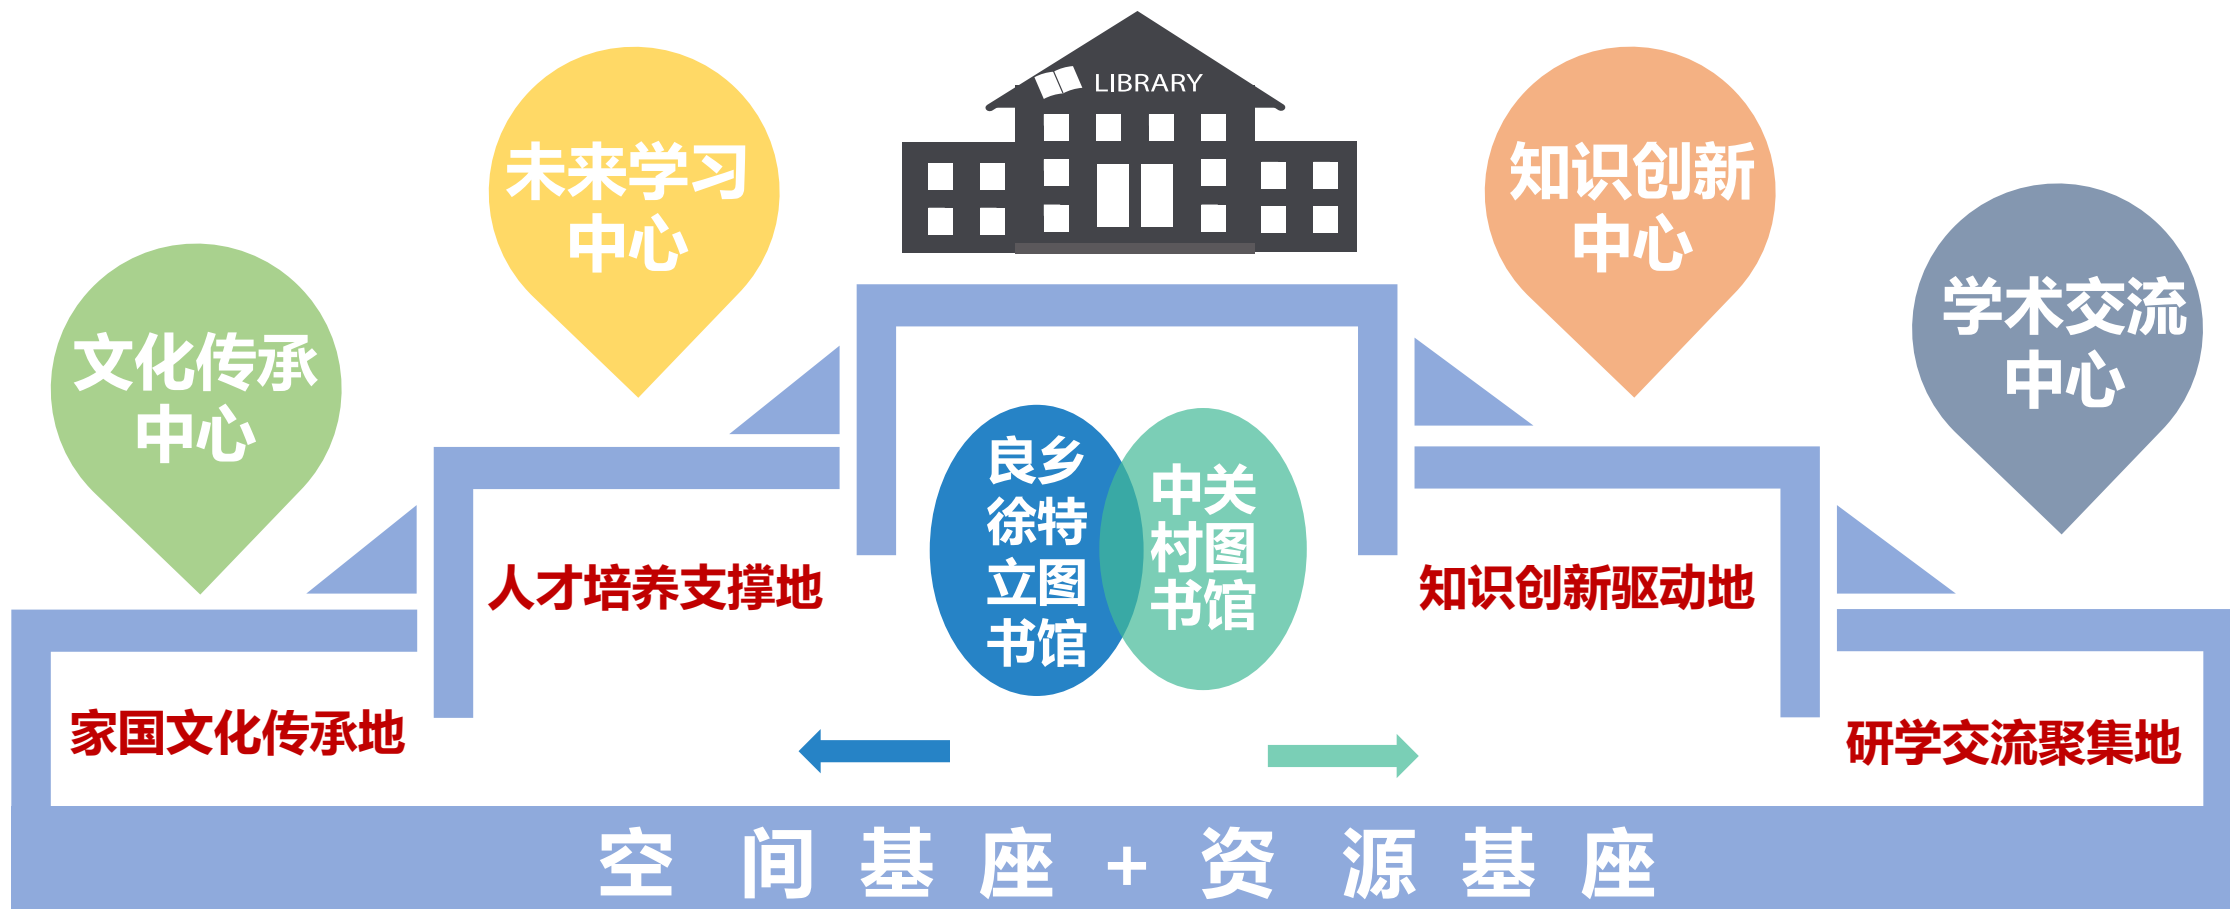 LIBRARY
未来学习
中心
知识创新
中心
文化传承
中心
学术交流
中心
良乡
徐特
立图
书馆
中关
村图
书馆
人才培养支撑地
知识创新驱动地
家国文化传承地
研学交流聚集地
空间基座+资源基座